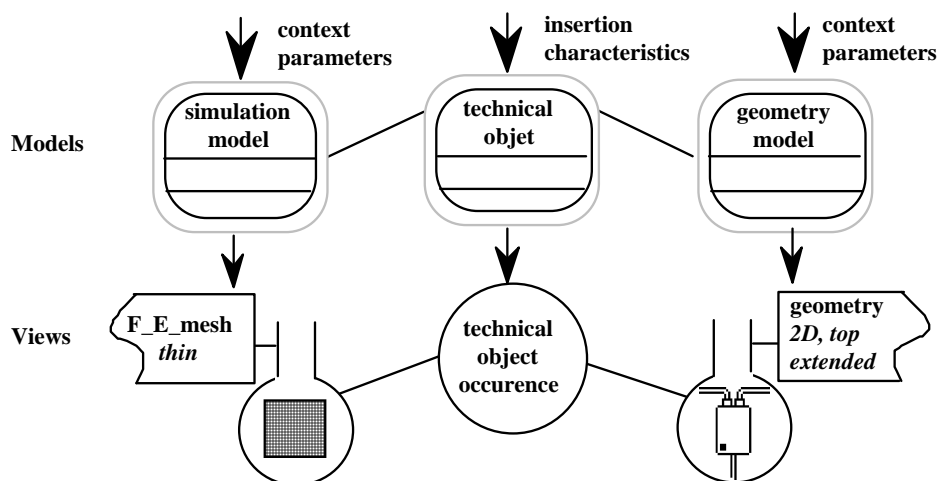 context
parameters
insertion
characteristics
context
parameters
Models
simulation
model
technical
objet
geometry
model
Views
F_E_mesh
thin
technical
object
occurence
geometry
2D, top
extended